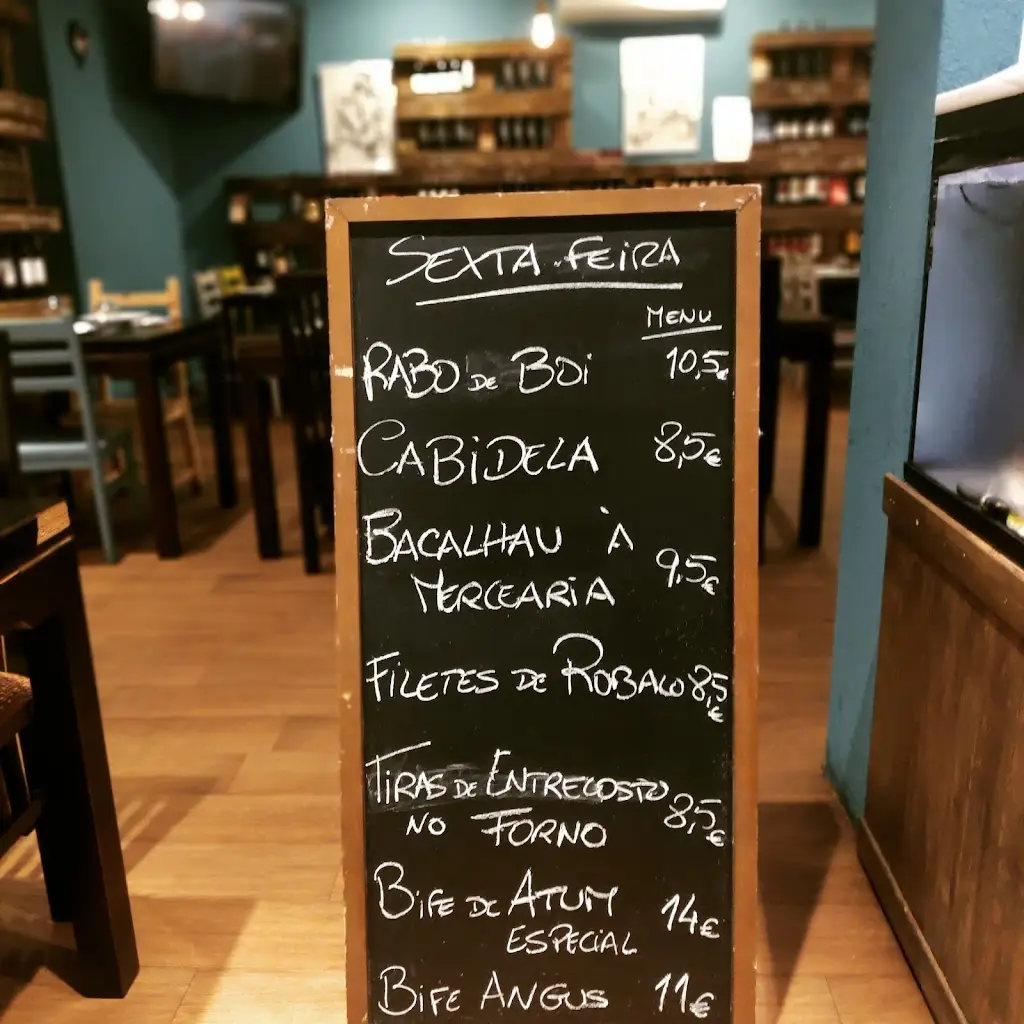 SEXTA-FEIRA
MENU
RABO DE BOI 10,5€
CABIDELA 8,5€
BACALHAU À
MERCEARIA 9,5€
FILETES DE ROBALO 8,5€
TIRAS DE ENTRECOSTO
NO FORNO 8,5€
BIFE DE ATUM
ESPECIAL 14€
BIFE ANGUS 11€